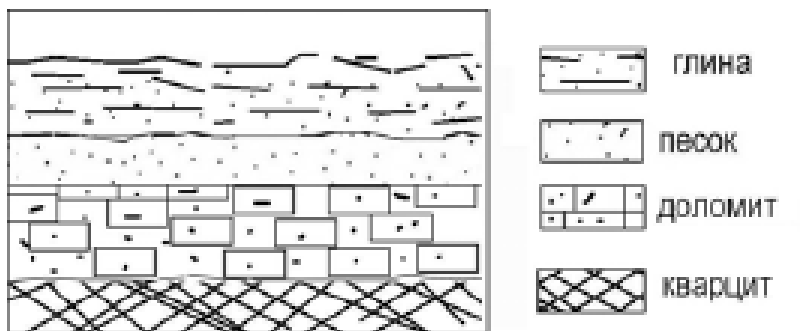 глина
песок
доломит
кварцит